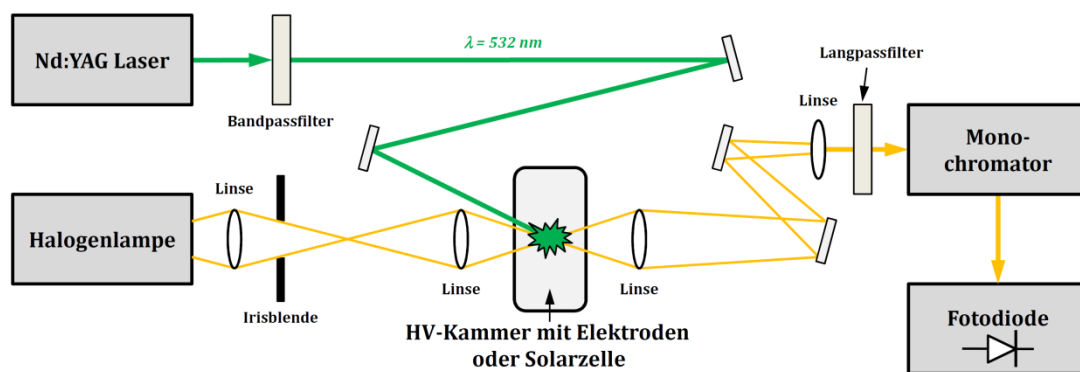 Nd:YAG Laser
λ = 532 nm
Bandpassfilter
Langpassfilter
Linse
Mono-
chromator
Linse
Halogenlampe
Linse
Linse
Irisblende
HV-Kammer mit Elektroden
oder Solarzelle
Fotodiode